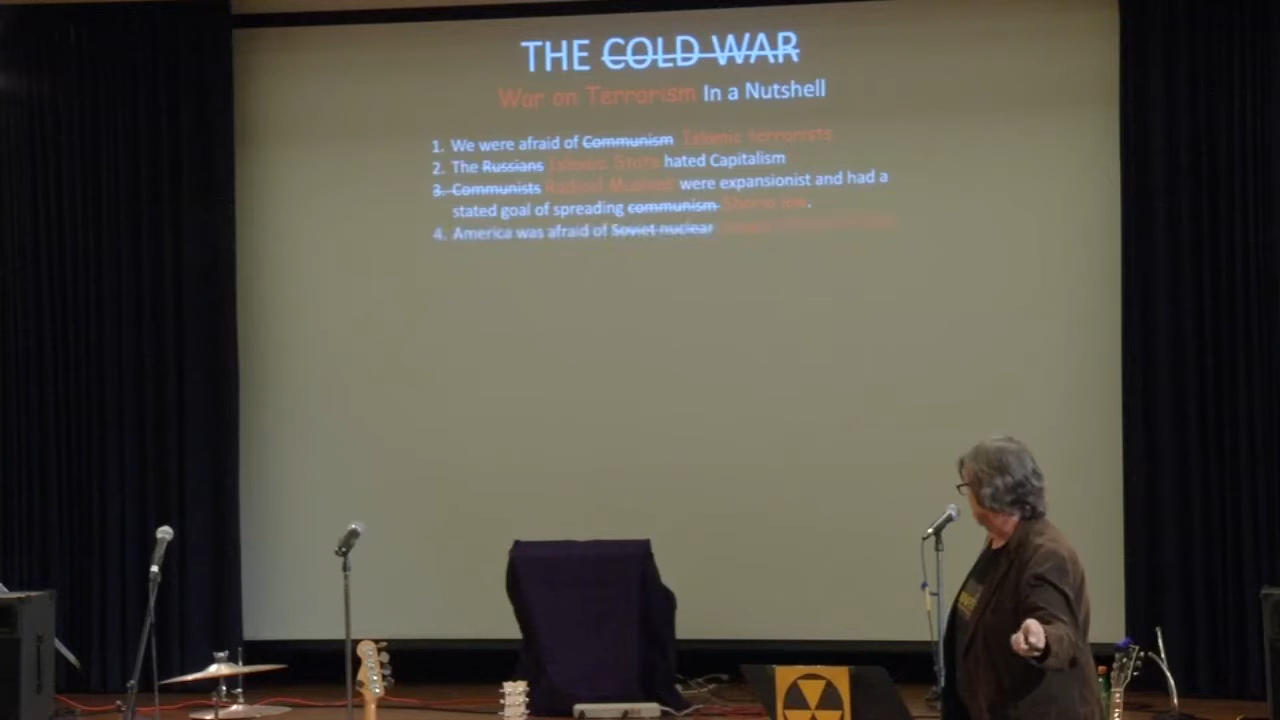 THE COLD WAR
War on Terrorism In a Nutshell
1. We were afraid of Communism Islamic terrorists
2. The Russians Islamic State hated Capitalism
3. Communists Radical Muslims were expansionist and had a
stated goal of spreading communism Sharia law.
4. America was afraid of Soviet nuclear